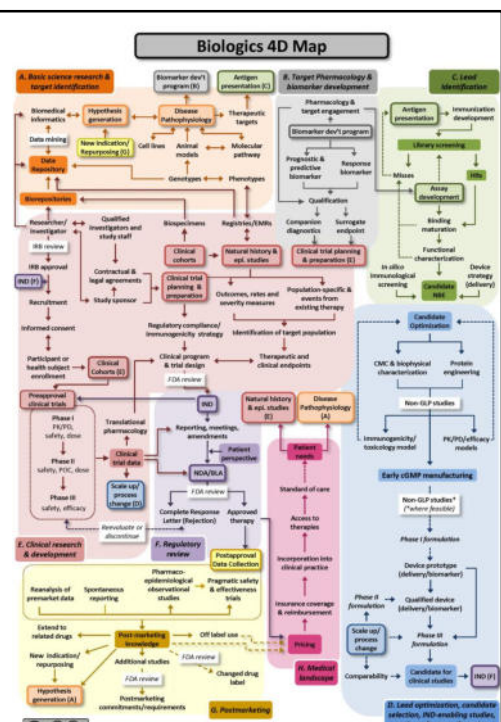 Biologics 4D Map
A. Basic science research &
target identification
Biomarker dev't
program (B)
Antigen
presentation (C)
B. Target Pharmacology &
biomarker development
C. Lead identification
Biomedical
informatics
Hypothesis
generation
Disease
Pathophysiology
Therapeutic
targets
Pharmacology &
target engagement
Antigen
presentation
Immunization
development
Data mining
New Indication/
Repurposing (G)
Cell lines
Animal
models
Molecular
pathway
Biomarker dev't program
Library screening
Data
Repository
Prognostic &
predictive
biomarker
Response
biomarker
Misses
Hits
Genotypes
Phenotypes
Assay
development
Biorepositories
Qualification
Binding
maturation
Researcher/
investigator
Qualified
investigators
and study staff
Biospecimens
Registries/EMRs
Companion
diagnostics
Surrogate
endpoint
Functional
characterization
IRB review
Clinical
cohorts
Natural history &
epi. studies
Clinical trial planning
& preparation (E)
In silico
immunological
screening
Device
strategy
(delivery)
IRB approval
IND (F)
Contractual &
legal agreements
Clinical trial
planning &
preparation
Candidate
NBE
Recruitment
Study sponsor
Outcomes, rates and
severity measures
Population-specific &
events from
existing therapy
Informed consent
Regulatory compliance/
immunogenicity strategy
Identification of target population
Candidate
Optimization
Participant or
health subject
enrollment
Clinical
Cohorts (E)
Clinical program
& trial design
Therapeutic and
clinical endpoints
CMC & biophysical
characterization
Protein
engineering
FDA review
Preapproval
clinical trials
IND
Natural history
& epi. studies
(E)
Disease
Pathophysiology
(A)
Non-GLP studies
Phase I
PK/PD,
safety, dose
Translational
pharmacology
Reporting, meetings,
amendments
Immunogenicity/
toxicology model
PK/PD/efficacy
models
Phase II
safety, POC, dose
Clinical
trial data
Patient
perspective
Patient
needs
Early cGMP manufacturing
Phase III
safety, efficacy
Scale up/
process
change (D)
NDA/BLA
Standard of care
Non-GLP studies*
(*where feasible)
FDA review
Phase I formulation
Reevaluate or
discontinue
Complete Response
Letter (Rejection)
Approved
therapy
Access to
therapies
Device prototype
(delivery/biomarker)
E. Clinical research
& development
F. Regulatory
review
Postapproval
Data Collection
Incorporation into
clinical practice
Phase II
formulation
Qualified device
(delivery/biomarker)
Reanalysis of
premarket data
Spontaneous
reporting
Pharmaco-
epidemiological
observational
studies
Pragmatic safety
& effectiveness
trials
Insurance coverage
& reimbursement
Scale up/
process
change
Phase III
formulation
Extend to
related drugs
Post-marketing
knowledge
Off label use
Pricing
New indication/
repurposing
Additional studies
FDA review
H. Medical
landscape
Comparability
Candidate for
clinical studies
IND (F)
Hypothesis
generation (A)
Postmarketing
commitments/requirements
Changed drug
label
G. Postmarketing
D. Lead optimization, candidate
selection, IND-enabling studies